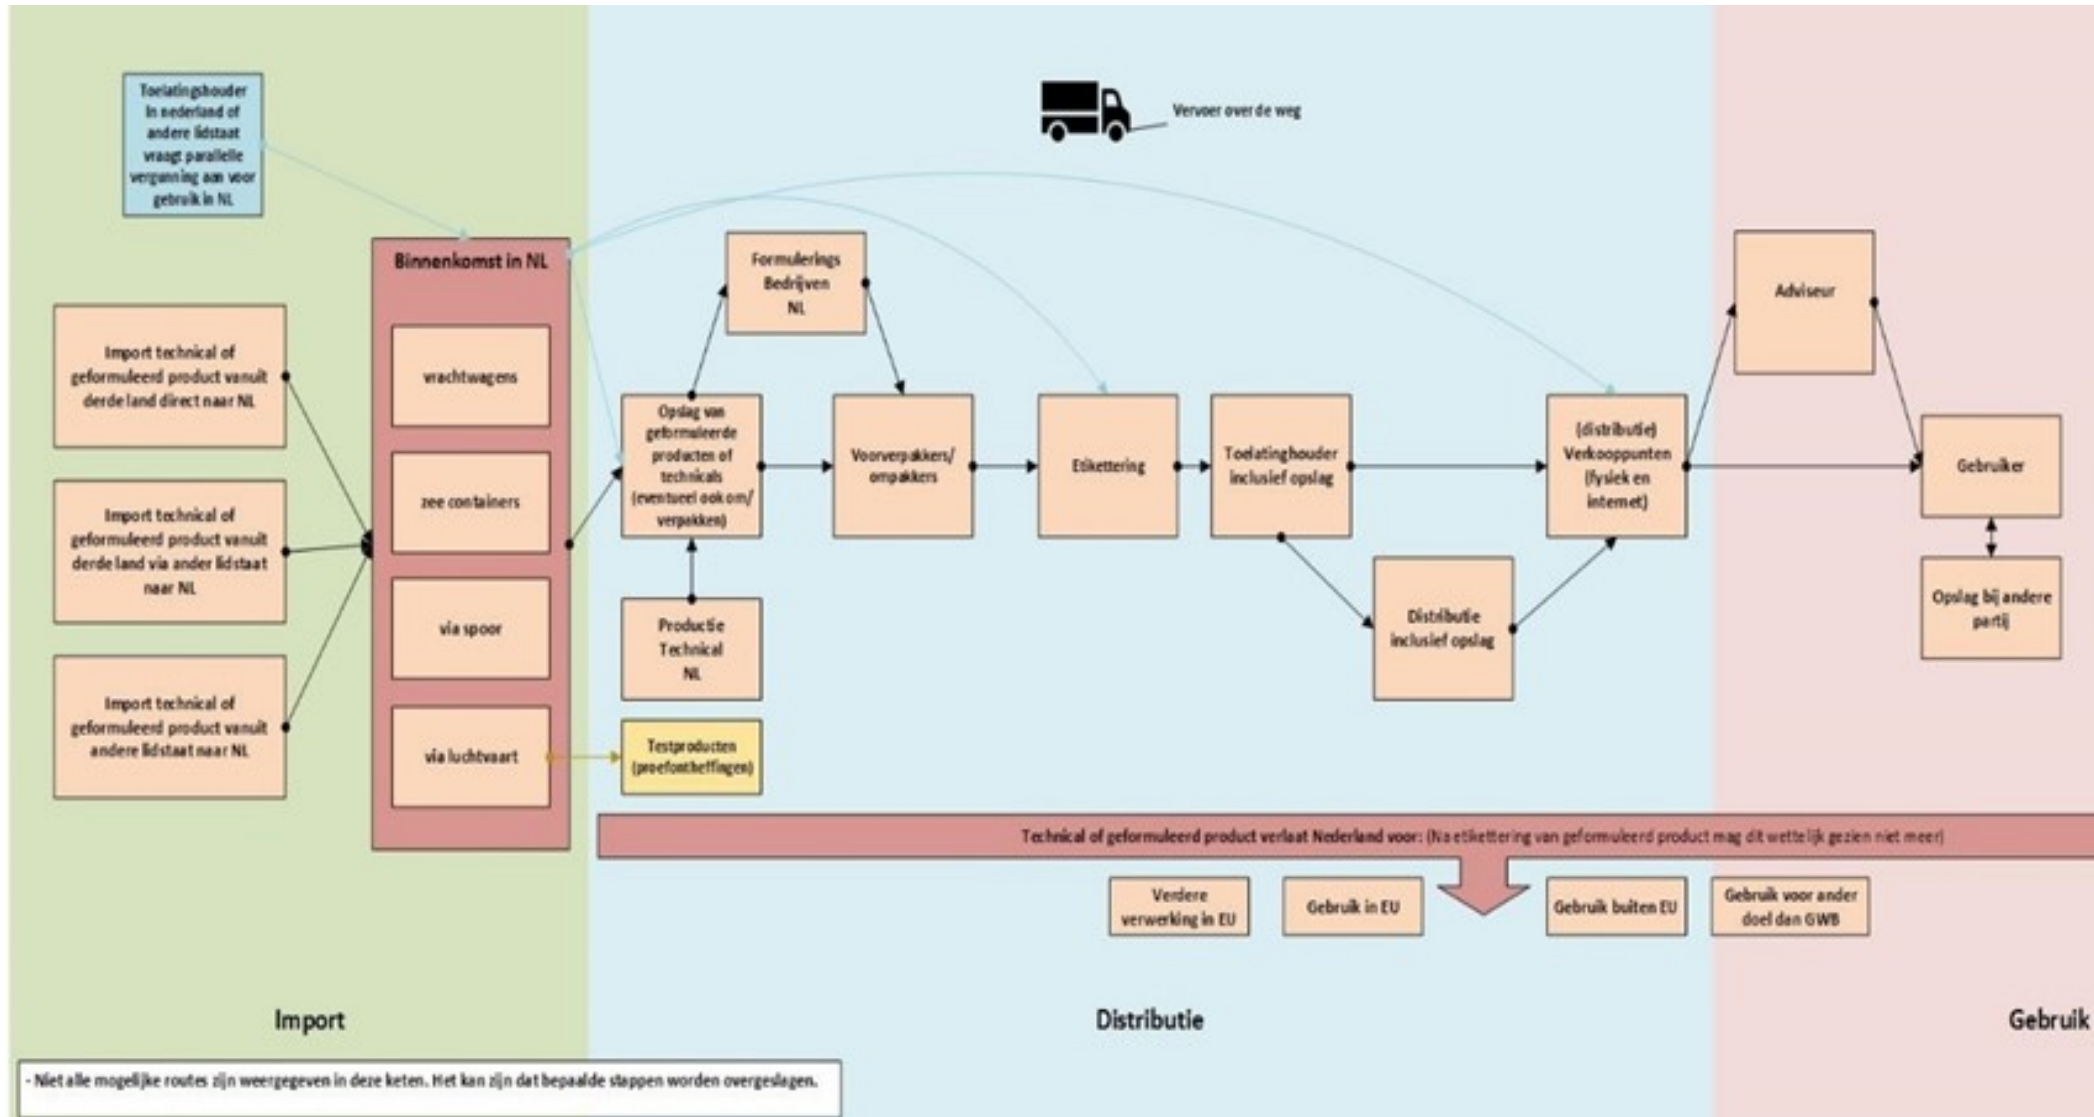 Toelatingshouder
In nederland of
andere lidstaat
vraagt parallelle
vergunning aan voor
gebruik in NL
Vervoer over de weg
Binnenkomst in NL
Import technical of
geformuleerd product vanuit
derde land direct naar NL
Import technical of
geformuleerd product vanuit
derde land via ander lidstaat
naar NL
Import technical of
geformuleerd product vanuit
andere lidstaat naar NL
vrachtwagens
zee containers
via spoor
via luchtvaart
Formulerings
Bedrijven
NL
Opslag van
geformuleerde
producten of
technicals
(eventueel ook om/
verpakken)
Productie
Technical
NL
Testproducten
(proefontheffingen)
Voorverpakkers/
ompakkers
Etikettering
Toelatinghouder
inclusief opslag
Distributie
inclusief opslag
(distributie)
Verkooppunten
(fysiek en
internet)
Adviseur
Gebruiker
Opslag bij andere
partij
Technical of geformuleerd product verlaat Nederland voor: (Na etikettering van geformuleerd product mag dit wettelijk gezien niet meer)
Verdere
verwerking in EU
Gebruik in EU
Gebruik buiten EU
Gebruik voor ander
doel dan GWB
Import
Distributie
Gebruik
- Niet alle mogelijke routes zijn weergegeven in deze keten. Het kan zijn dat bepaalde stappen worden overgeslagen.